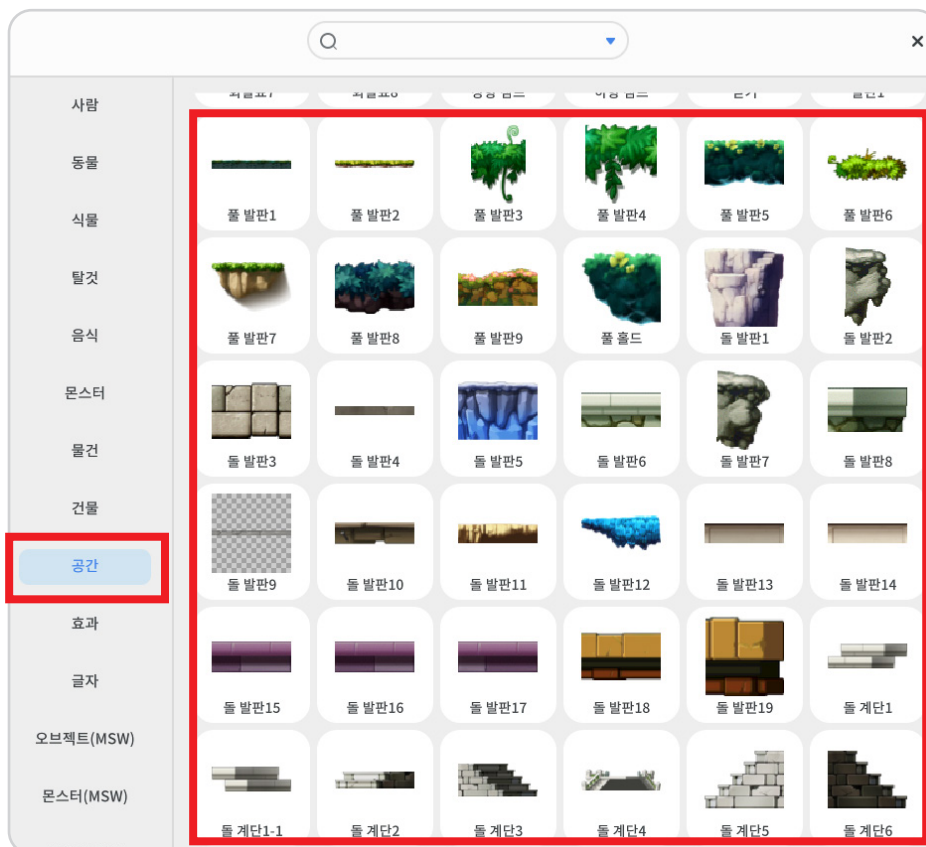 사람
동물
식물
탈것
음식
몬스터
물건
건물
공간
효과
글자
오브젝트(MSW)
몬스터(MSW)
풀 발판1 풀 발판2 풀 발판3 풀 발판4 풀 발판5 풀 발판6
풀 발판7 풀 발판8 풀 발판9 풀 홀드 돌 발판1 돌 발판2
돌 발판3 돌 발판4 돌 발판5 돌 발판6 돌 발판7 돌 발판8
돌 발판9 돌 발판10 돌 발판11 돌 발판12 돌 발판13 돌 발판14
돌 발판15 돌 발판16 돌 발판17 돌 발판18 돌 발판19 돌 계단1
돌 계단1-1 돌 계단2 돌 계단3 돌 계단4 돌 계단5 돌 계단6